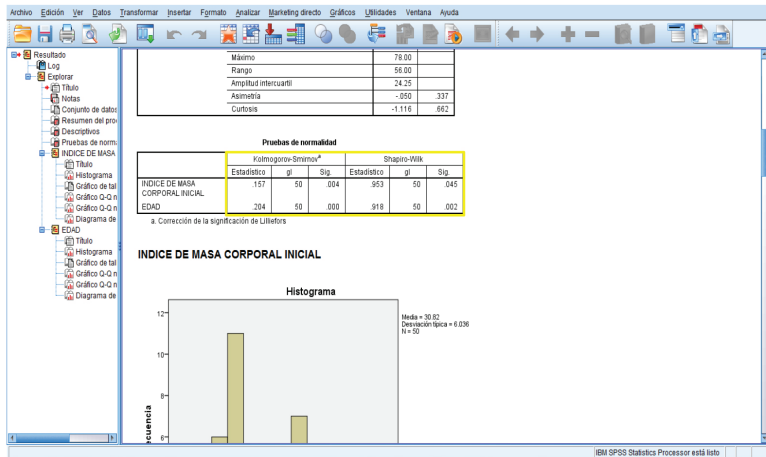 Archivo Edición Ver Datos Transformar Insertar Formato Analizar Marketing directo Gráficos Utilidades Ventana Ayuda
Resultado
Log
Explorar
Título
Notas
Conjunto de datos
Resumen del pro
Descriptivos
Pruebas de norma
INDICE DE MASA
Título
Histograma
Gráfico de tal
Gráfico Q-Q n
Gráfico Q-Q n
Diagrama de
EDAD
Título
Histograma
Gráfico de tal
Gráfico Q-Q n
Gráfico Q-Q n
Diagrama de
Máximo 78.00
Rango 56.00
Amplitud intercuartil 24.25
Asimetría -.050 .337
Curtosis -1.116 .662
Pruebas de normalidad
Kolmogorov-Smirnovª Shapiro-Wilk
Estadístico gl Sig. Estadístico gl Sig.
INDICE DE MASA CORPORAL INICIAL .157 50 .004 .953 50 .045
EDAD .204 50 .000 .918 50 .002
a. Corrección de la significación de Lilliefors
INDICE DE MASA CORPORAL INICIAL
Histograma
Media = 30.82
Desviación típica = 6.036
N = 50
12
10
8
6
ecuencia
IBM SPSS Statistics Processor está listo